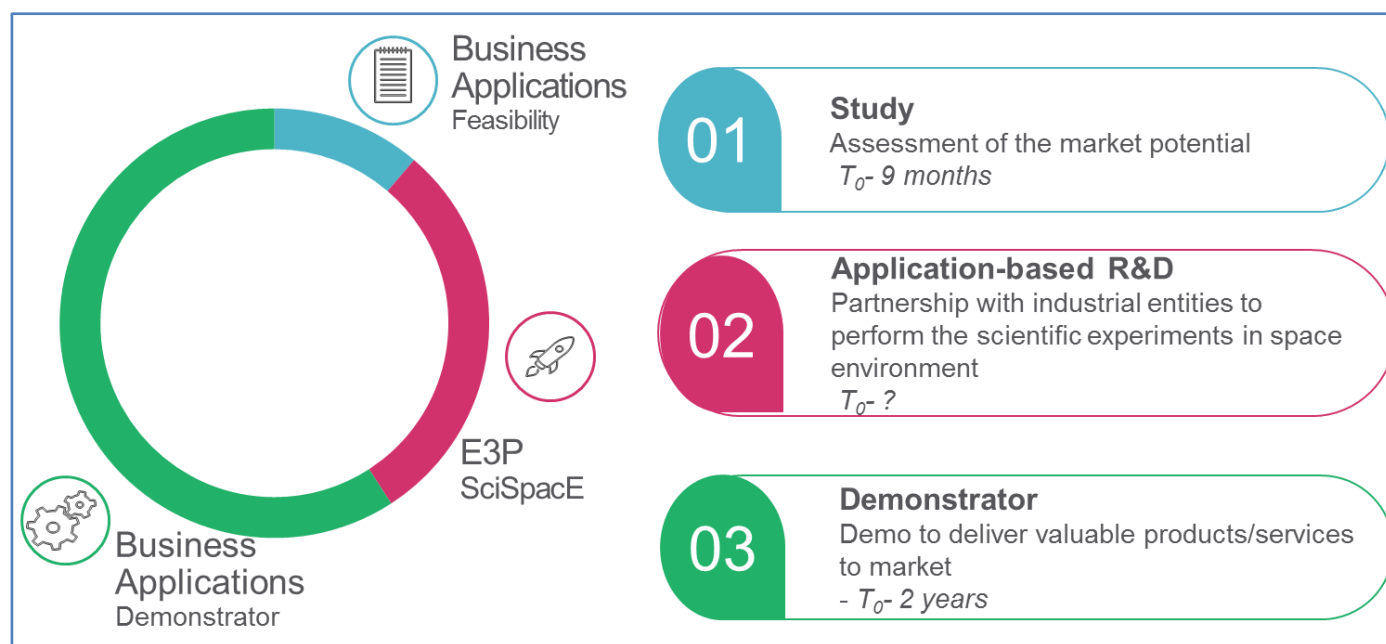 Business
Applications
Feasibility
E3P
SciSpacE
Business
Applications
Demonstrator
01
Study
Assessment of the market potential
T0- 9 months
02
Application-based R&D
Partnership with industrial entities to
perform the scientific experiments in space
environment
T0- ?
03
Demonstrator
Demo to deliver valuable products/services
to market
- T0- 2 years